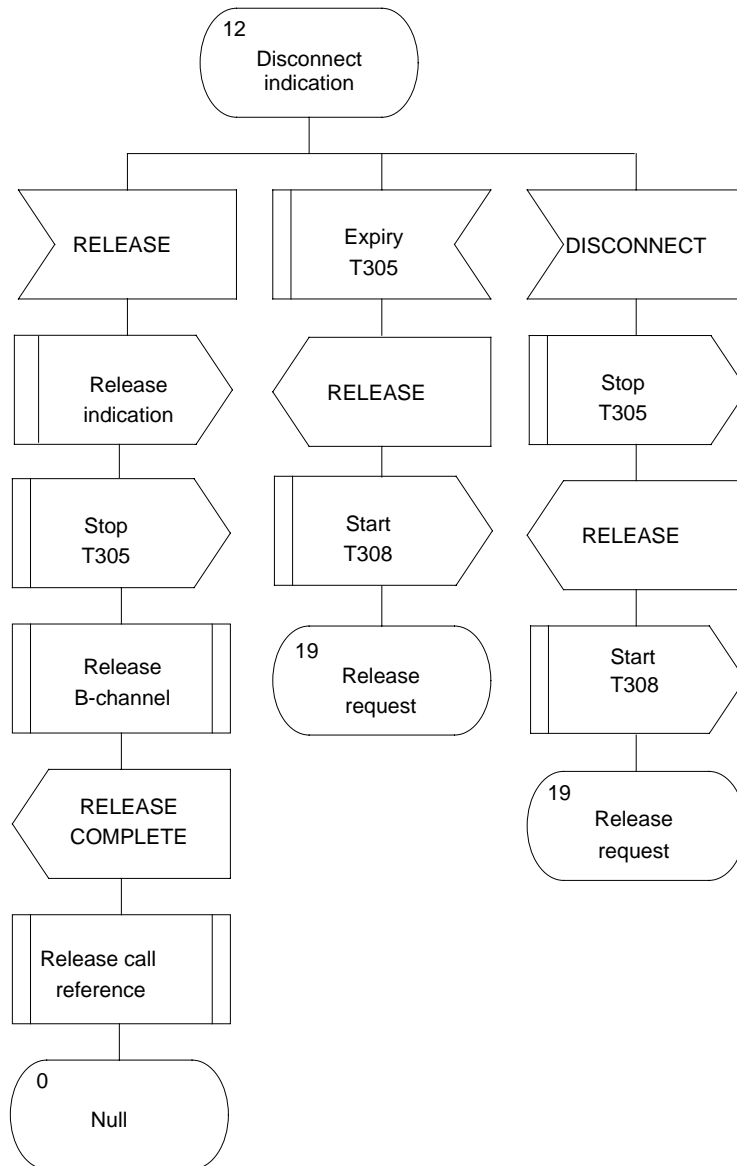 12
Disconnect
indication
RELEASE
Release
indication
Stop
T305
Release
B-channel
RELEASE
COMPLETE
Release call
reference
0
Null
Expiry
T305
RELEASE
Start
T308
19
Release
request
DISCONNECT
Stop
T305
RELEASE
Start
T308
19
Release
request